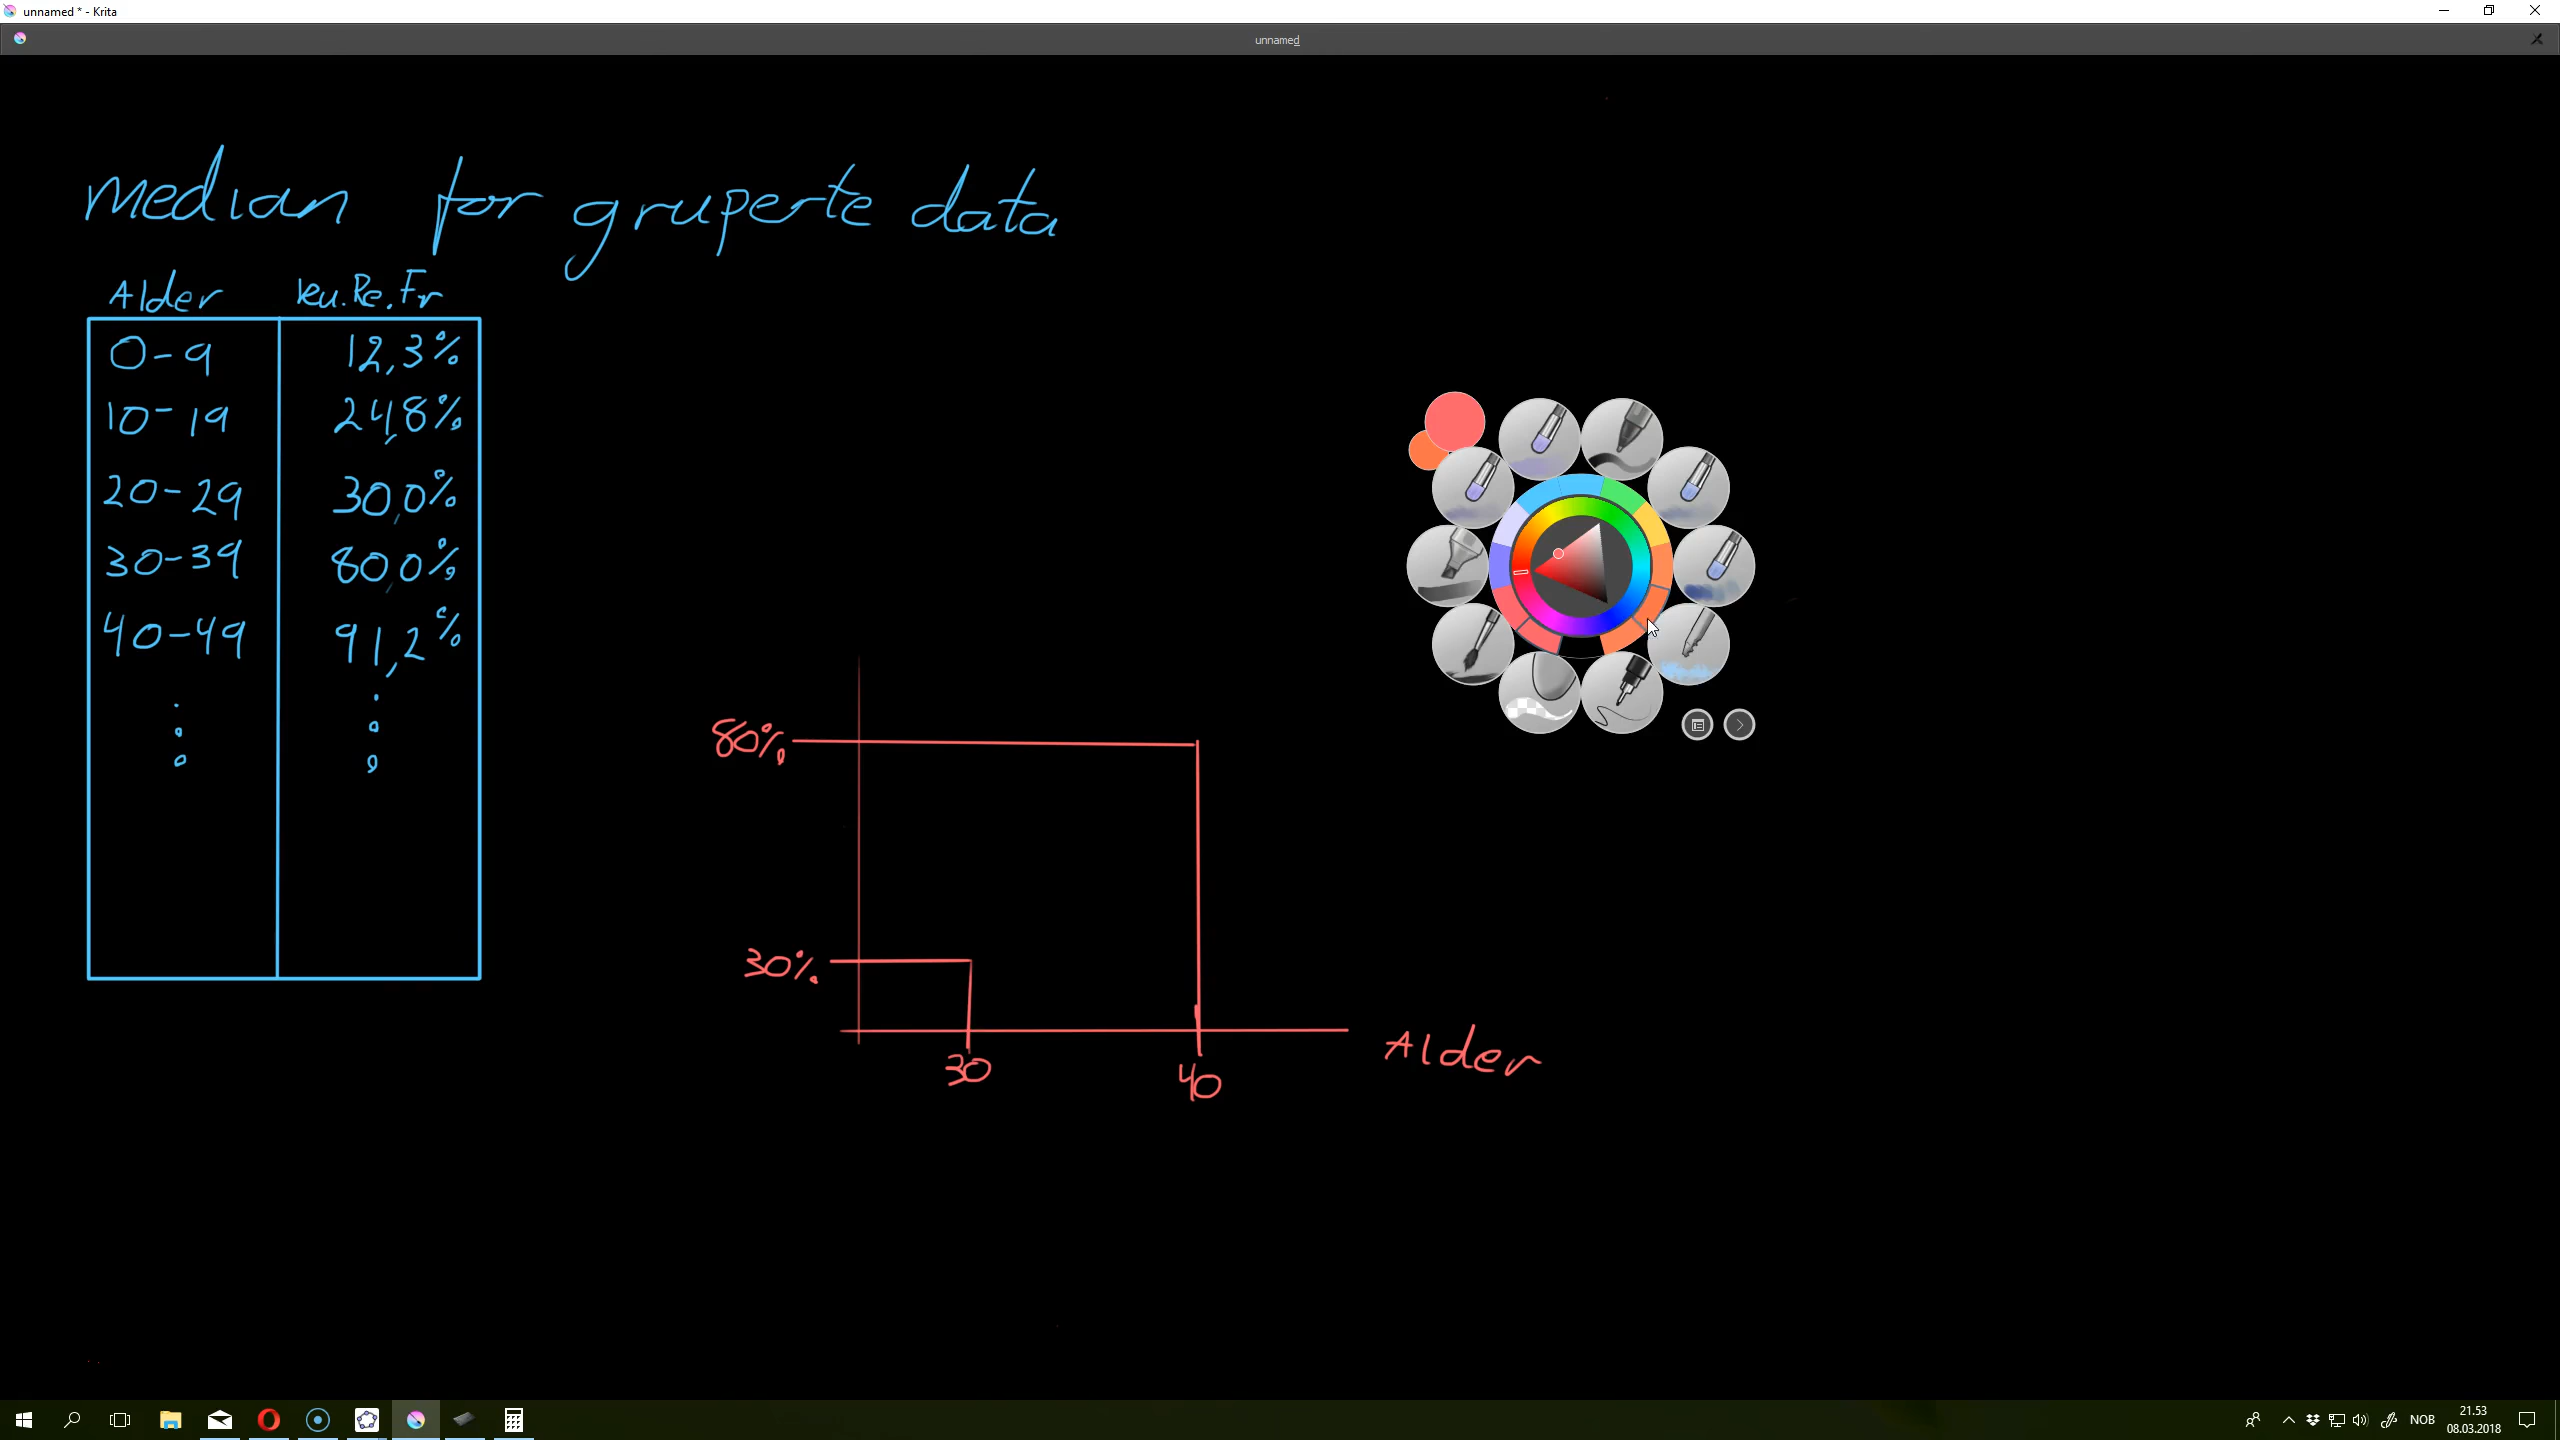 unnamed * - Krita
unnamed
median for gruperte data
Alder Ku.Re.Fr
0-9 12,3%
10-19 24,8%
20-29 30,0%
30-39 80,0%
40-49 91,2%
80%
30%
30
40
Alder
NOB
21.53
08.03.2018